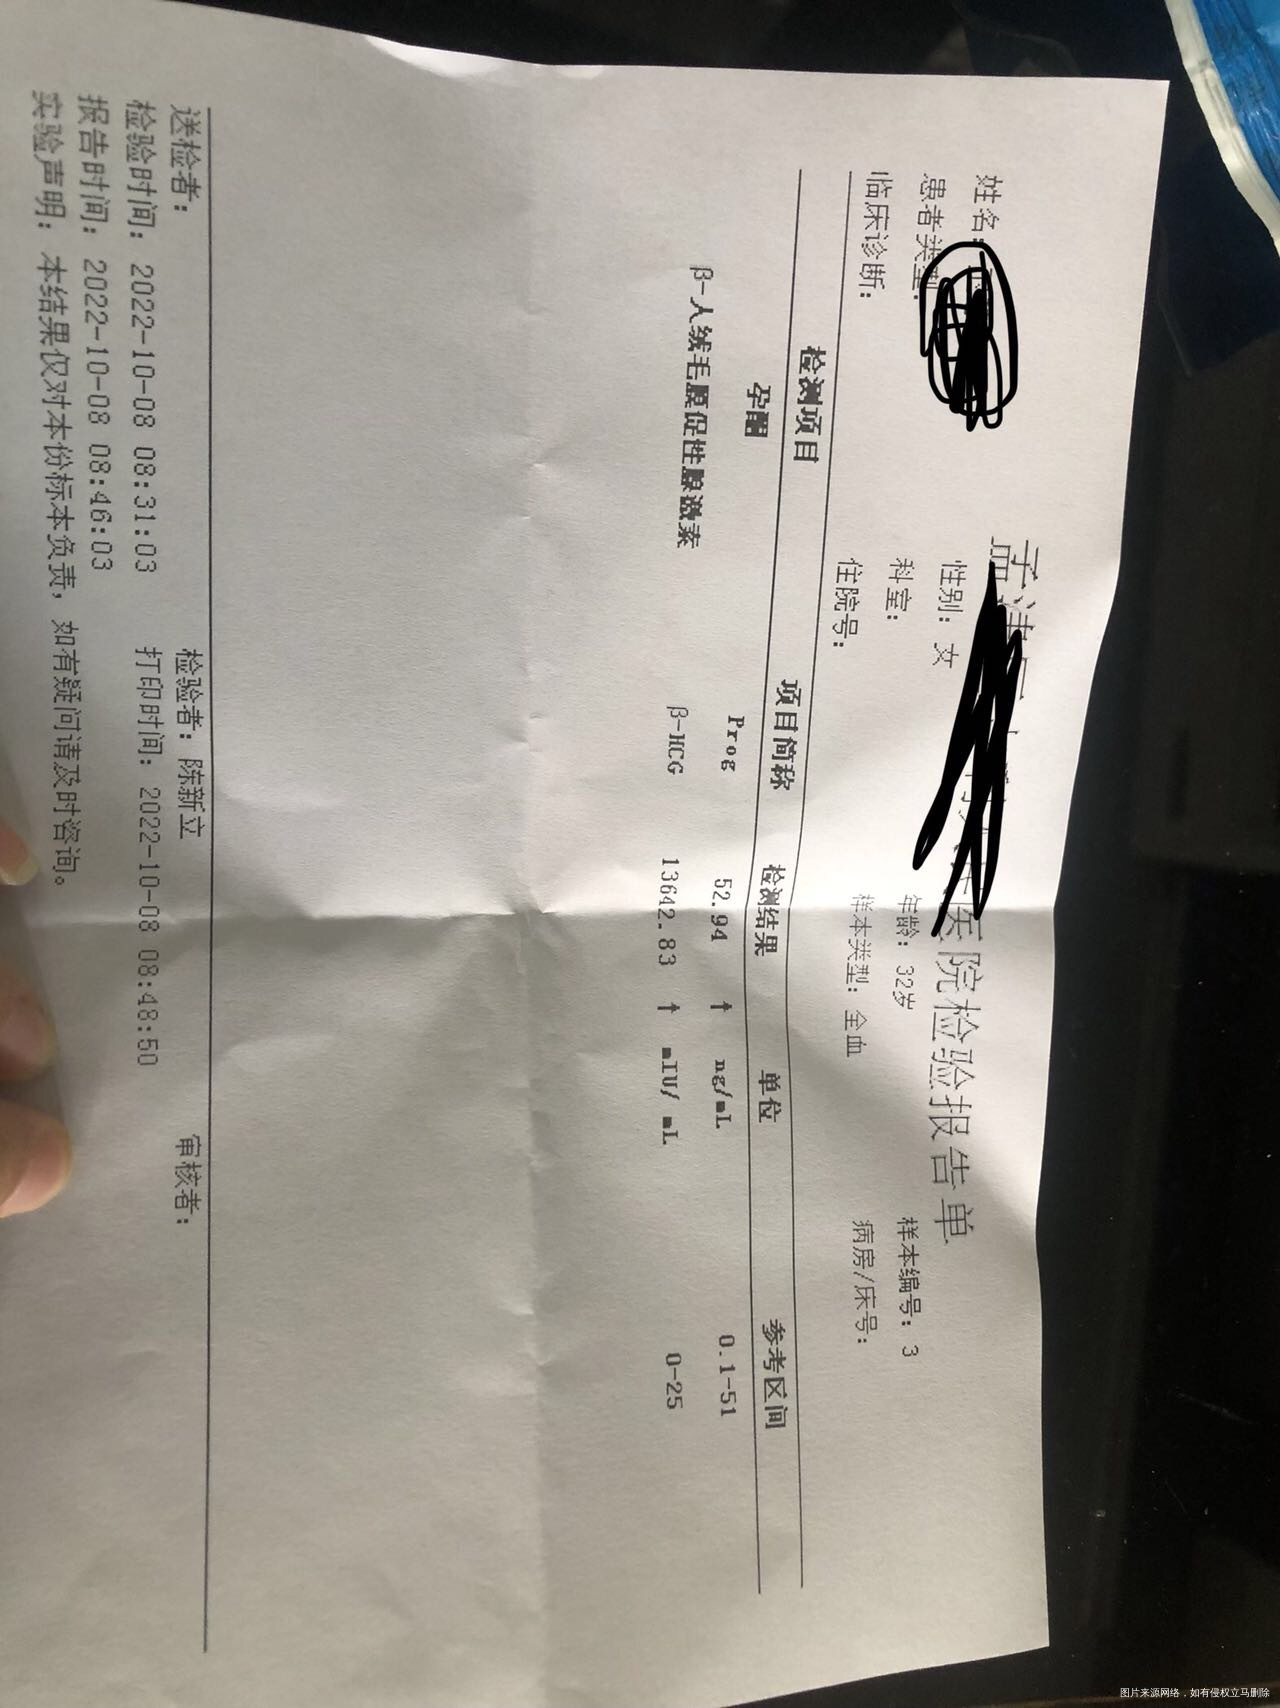 医院检验报告单
姓名: 性别: 女 年龄: 32岁 样本编号: 3
患者类型: 科室: 样本类型: 全血 病房/床号:
临床诊断: 住院号:
检测项目 项目简称 检测结果 单位 参考区间
孕酮 Prog 52.94 ↑ ng/mL 0.1-51
β-人绒毛膜促性腺激素 β-HCG 13642.83 ↑ mIU/ mL 0-25
送检者: 检验者: 陈新立 审核者:
检验时间: 2022-10-08 08:31:03 打印时间: 2022-10-08 08:48:50
报告时间: 2022-10-08 08:46:03
实验声明: 本结果仅对本份标本负责, 如有疑问请及时咨询。
图片来源网络，如有侵权立马删除